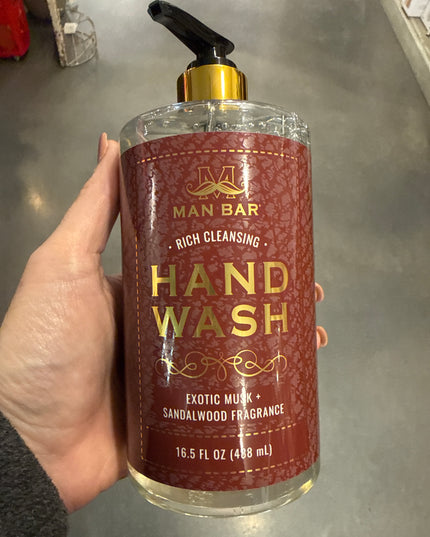 M
MAN BAR
• RICH CLEANSING •
HAND
WASH
EXOTIC MUSK +
SANDALWOOD FRAGRANCE
16.5 FL OZ (488 mL)